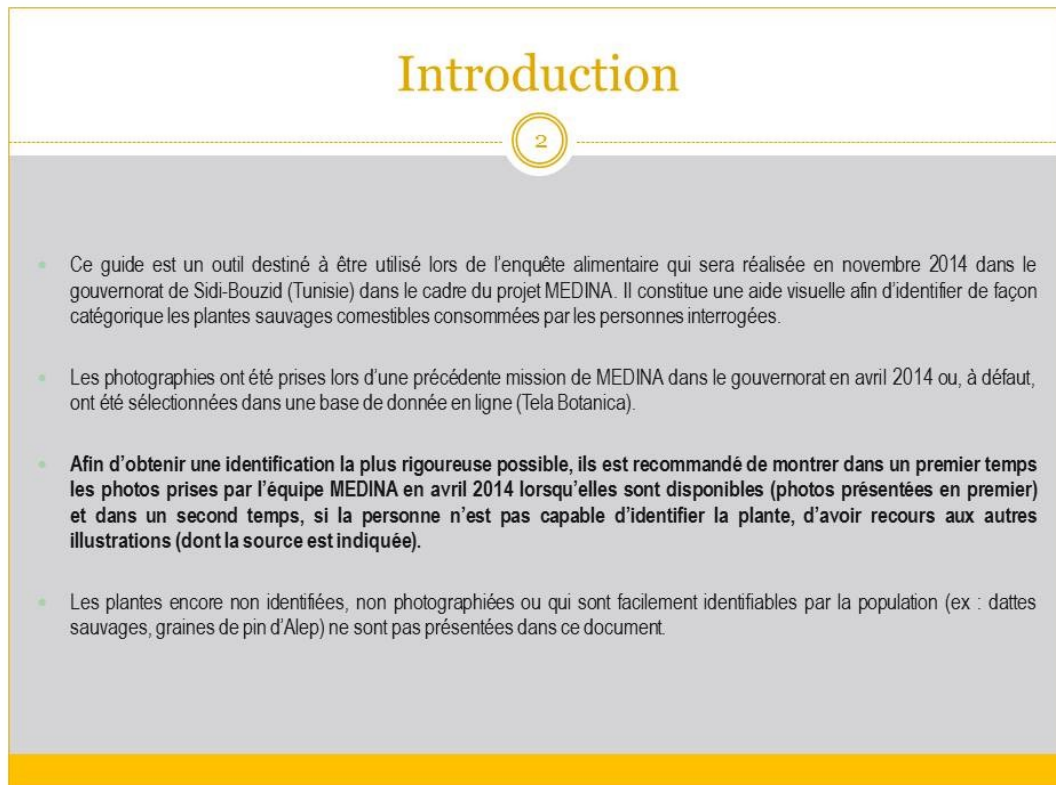 Introduction
2
Ce guide est un outil destiné à être utilisé lors de l'enquête alimentaire qui sera réalisée en novembre 2014 dans le
gouvernorat de Sidi-Bouzid (Tunisie) dans le cadre du projet MEDINA. Il constitue une aide visuelle afin d'identifier de façon
catégorique les plantes sauvages comestibles consommées par les personnes interrogées.
Les photographies ont été prises lors d'une précédente mission de MEDINA dans le gouvernorat en avril 2014 ou, à défaut,
ont été sélectionnées dans une base de donnée en ligne (Tela Botanica).
Afin d'obtenir une identification la plus rigoureuse possible, ils est recommandé de montrer dans un premier temps
les photos prises par l'équipe MEDINA en avril 2014 lorsqu'elles sont disponibles (photos présentées en premier)
et dans un second temps, si la personne n'est pas capable d'identifier la plante, d'avoir recours aux autres
illustrations (dont la source est indiquée).
Les plantes encore non identifiées, non photographiées ou qui sont facilement identifiables par la population (ex : dattes
sauvages, graines de pin d'Alep) ne sont pas présentées dans ce document.